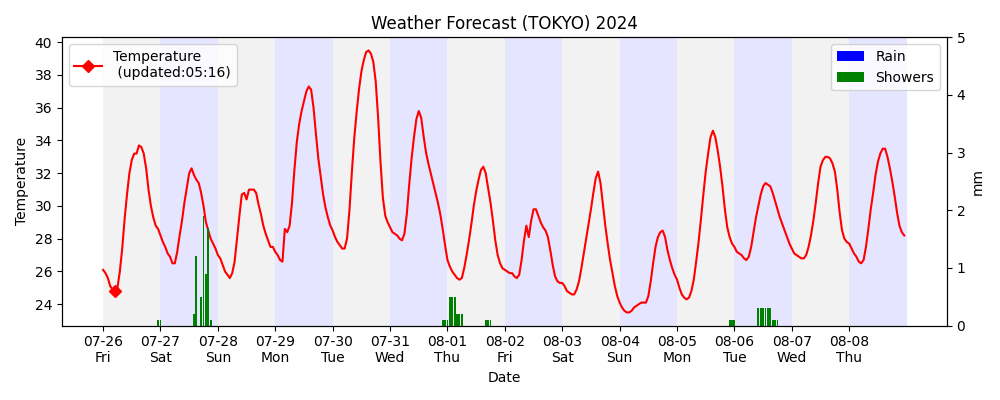 Weather Forecast (TOKYO) 2024
Temperature
(updated:05:16)
Rain
Showers
40
38
36
34
32
30
28
26
24
Temperature
5
4
3
2
1
0
mm
07-26 07-27 07-28 07-29 07-30 07-31 08-01 08-02 08-03 08-04 08-05 08-06 08-07 08-08
Fri Sat Sun Mon Tue Wed Thu Fri Sat Sun Mon Tue Wed Thu
Date